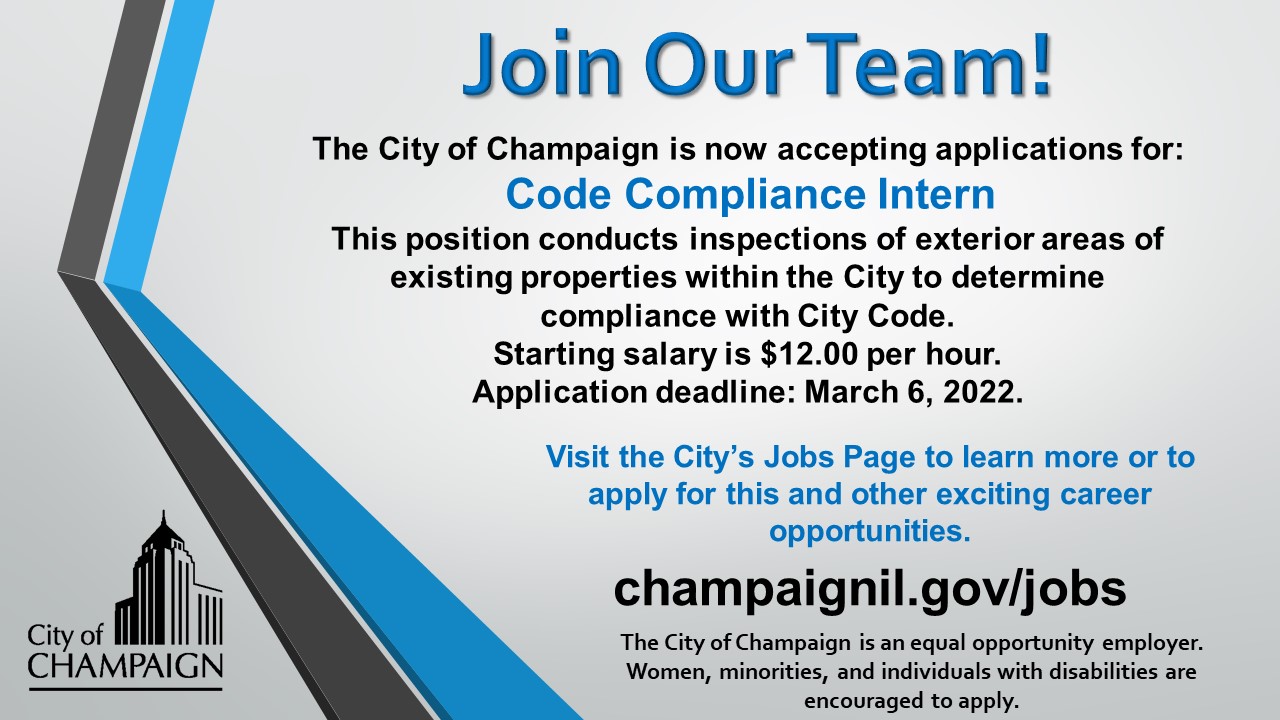 Join Our Team!
The City of Champaign is now accepting applications for:
Code Compliance Intern
This position conducts inspections of exterior areas of
existing properties within the City to determine
compliance with City Code.
Starting salary is $12.00 per hour.
Application deadline: March 6, 2022.
Visit the City’s Jobs Page to learn more or to
apply for this and other exciting career
opportunities.
champaignil.gov/jobs
The City of Champaign is an equal opportunity employer.
Women, minorities, and individuals with disabilities are
encouraged to apply.
City of
CHAMPAIGN